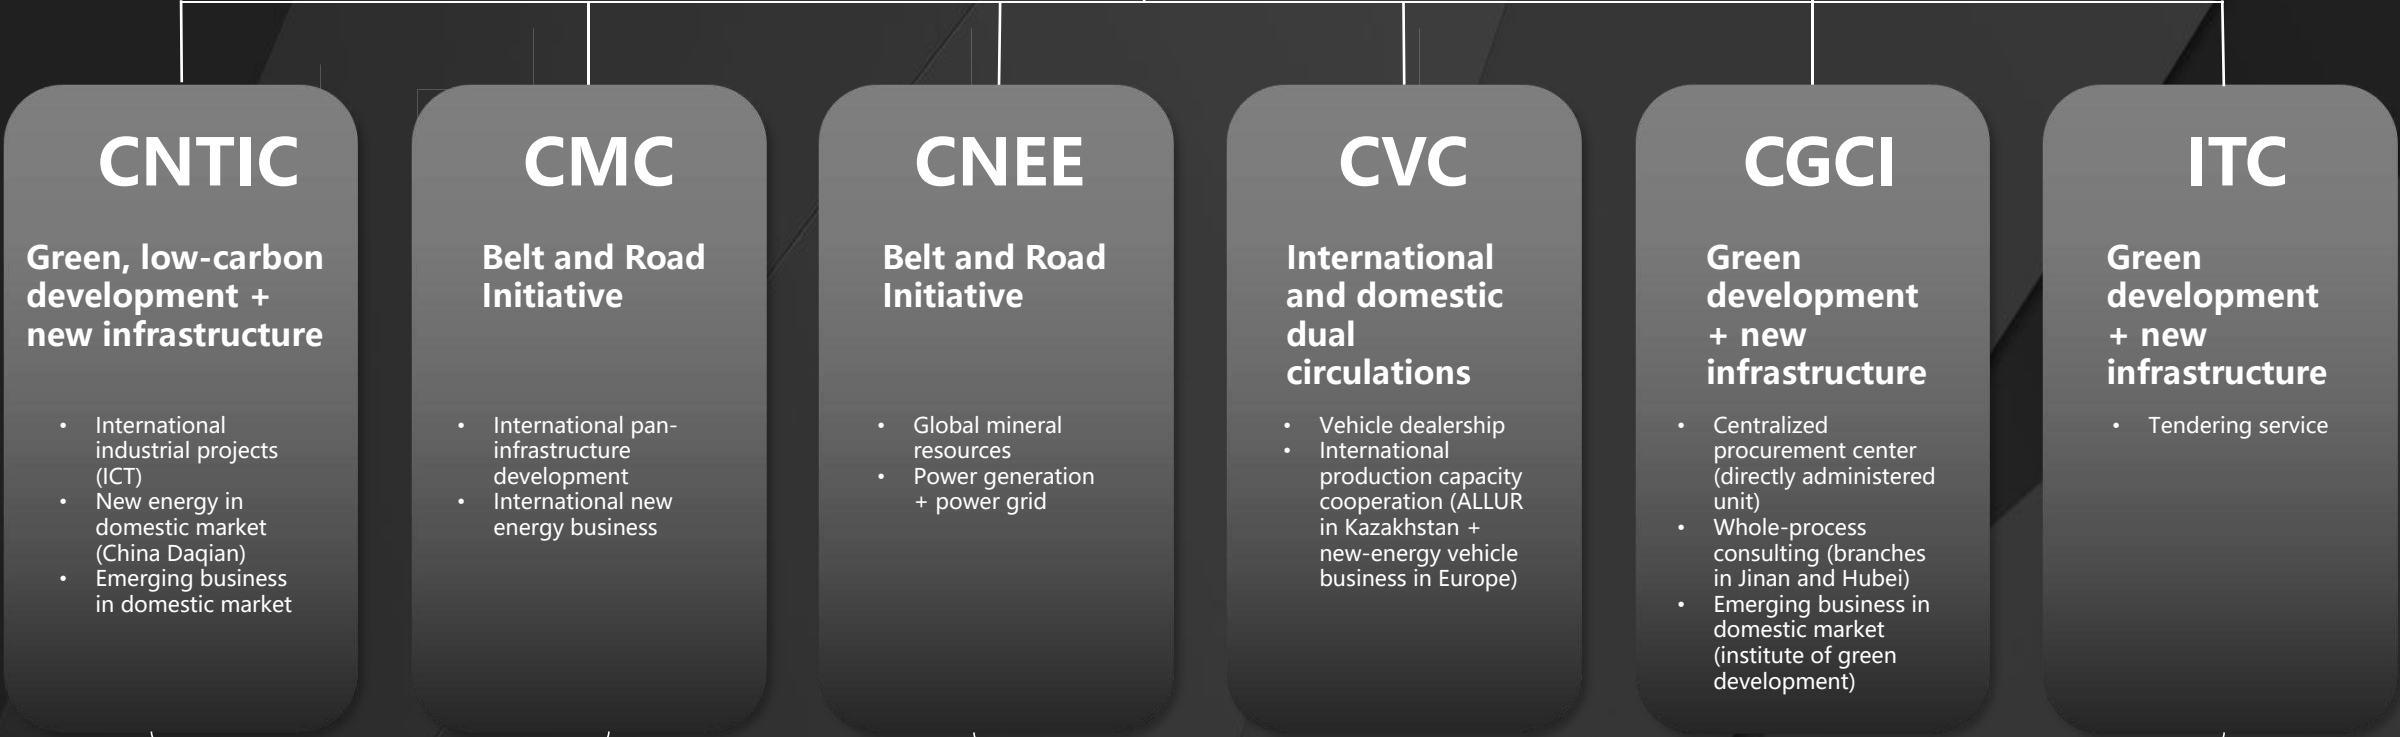 CNTIC
Green, low-carbon
development +
new infrastructure
• International
industrial projects
(ICT)
• New energy in
domestic market
(China Daqian)
• Emerging business
in domestic market
CMC
Belt and Road
Initiative
• International pan-
infrastructure
development
• International new
energy business
CNEE
Belt and Road
Initiative
• Global mineral
resources
• Power generation
+ power grid
CVC
International
and domestic
dual
circulations
• Vehicle dealership
• International
production capacity
cooperation (ALLUR
in Kazakhstan +
new-energy vehicle
business in Europe)
CGCI
Green
development
+ new
infrastructure
• Centralized
procurement center
(directly administered
unit)
• Whole-process
consulting (branches
in Jinan and Hubei)
• Emerging business in
domestic market
(institute of green
development)
ITC
Green
development
+ new
infrastructure
• Tendering service